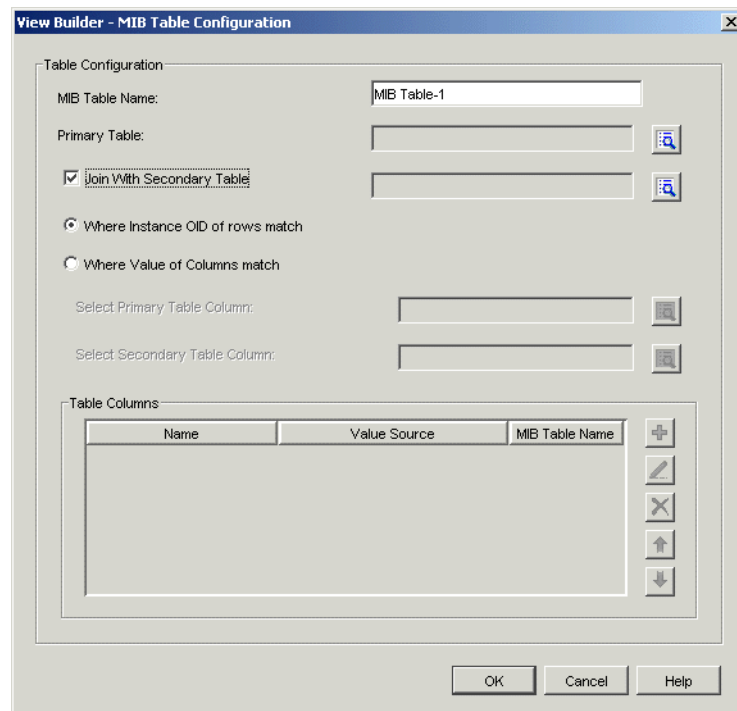 View Builder - MIB Table Configuration
Table Configuration
MIB Table Name:
MIB Table-1
Primary Table:
Join With Secondary Table
Where Instance OID of rows match
Where Value of Columns match
Select Primary Table Column:
Select Secondary Table Column:
Table Columns
Name Value Source MIB Table Name
OK Cancel Help